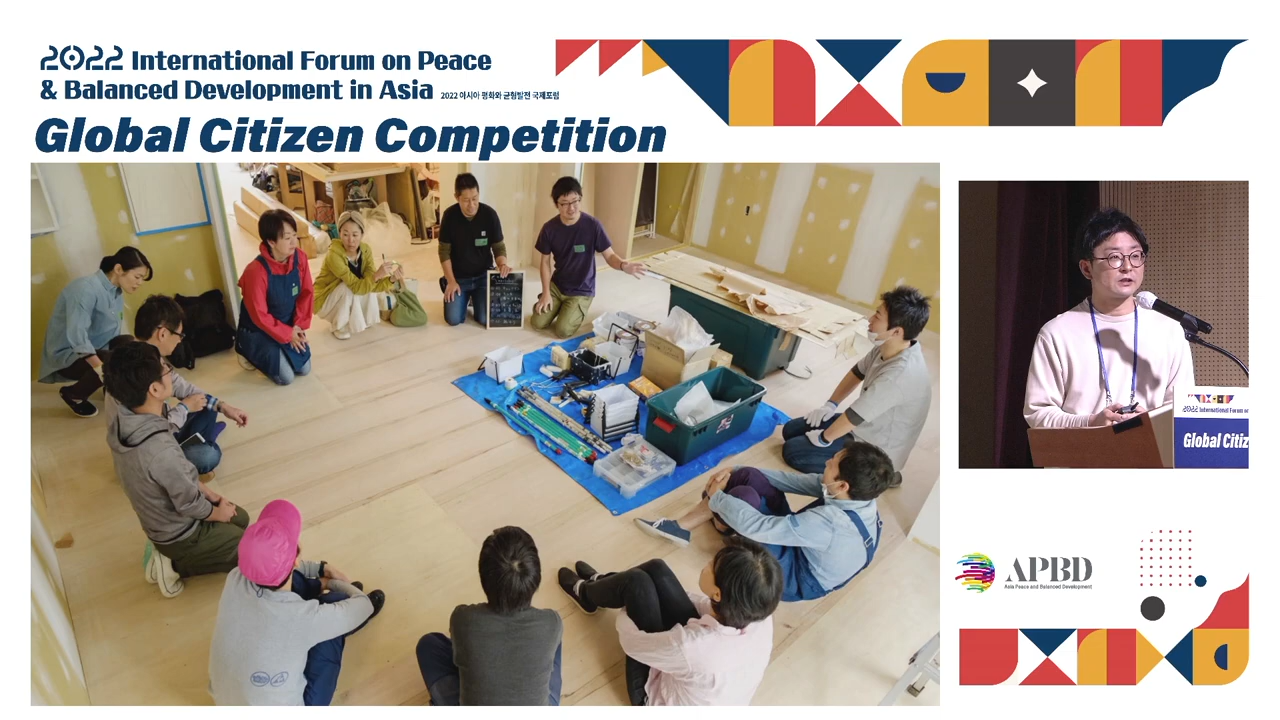 2022 International Forum on Peace
& Balanced Development in Asia 2022 아시아 평화와 균형발전 국제포럼
Global Citizen Competition
2022 International Forum on
Global Citiz
APBD
Asia Peace and Balanced Development